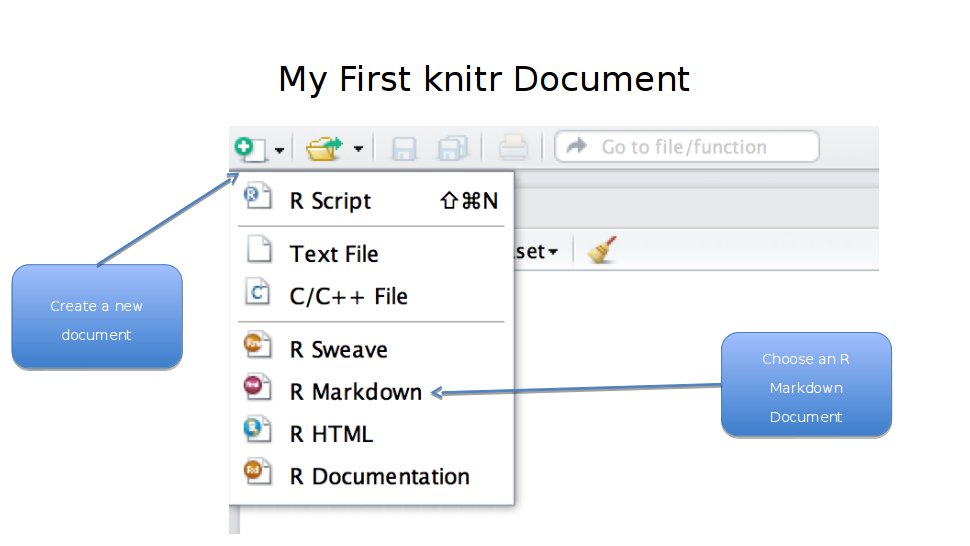 My First knitr Document
Go to file/function
R Script ⇧⌘N
Text File
set
C/C++ File
Create a new
document
R Sweave
R Markdown
R HTML
R Documentation
Choose an R
Markdown
Document